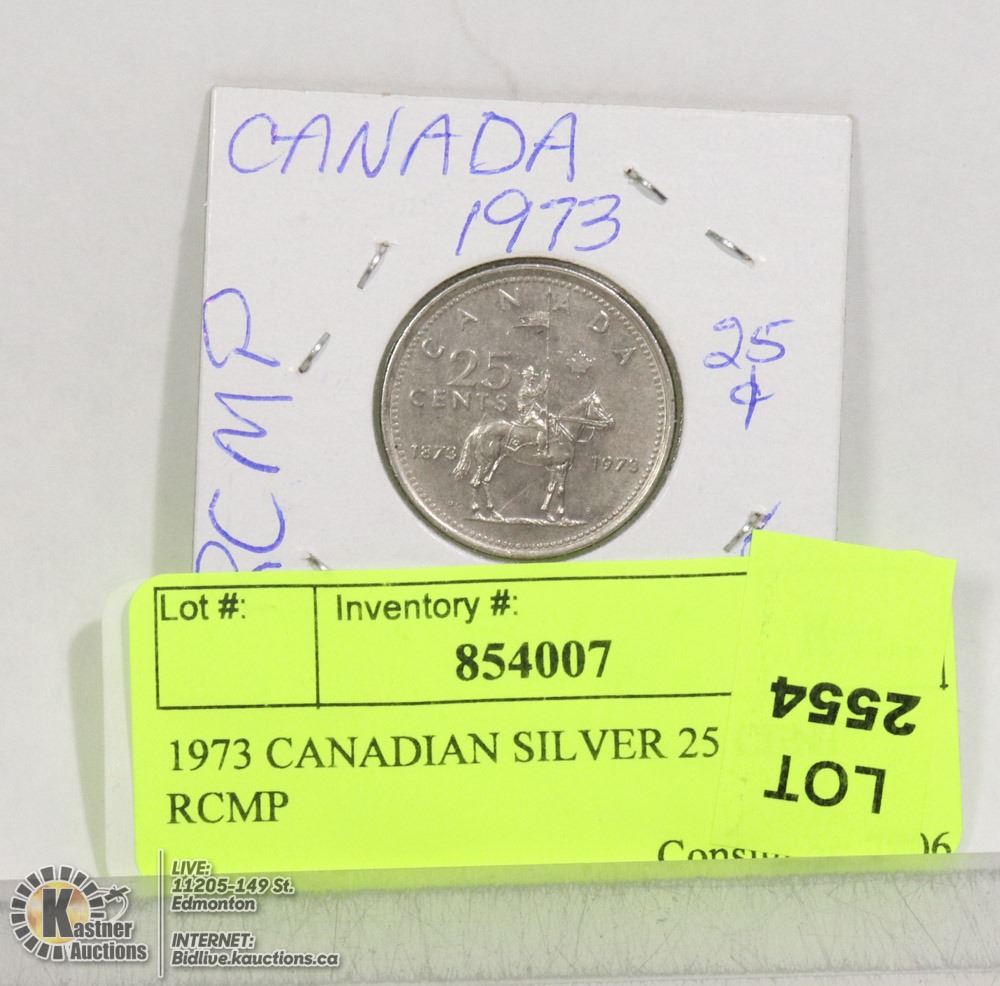 CANADA
1973
RCMP
25
¢
CANADA
25
CENTS
1873
1973
Lot #:
Inventory #:
854007
1973 CANADIAN SILVER 25
RCMP
LOT
2554
06
Kastner
Auctions
LIVE:
11205-149 St.
Edmonton
INTERNET:
Bidlive.kauctions.ca